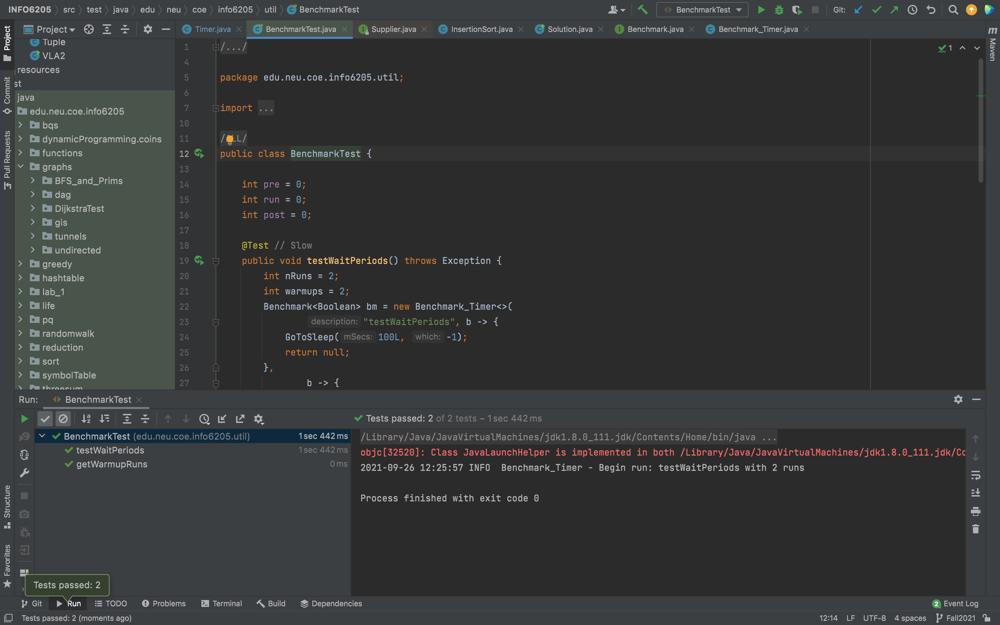 INFO6205 src test java edu neu coe info6205 util BenchmarkTest
BenchmarkTest
Git:
Project
Timer.java
BenchmarkTest.java
Supplier.java
InsertionSort.java
Solution.java
Benchmark.java
Benchmark_Timer.java
Project
Commit
Pull Requests
Structure
Favorites
Maven
Tuple
VLA2
resources
st
java
edu.neu.coe.info6205
bqs
dynamicProgramming.coins
functions
graphs
BFS_and_Prims
dag
DijkstraTest
gis
tunnels
undirected
greedy
hashtable
lab_1
life
pq
randomwalk
reduction
sort
symbolTable
threesum
1 /.../
4
5 package edu.neu.coe.info6205.util;
6
7 import ...
10
11
12 public class BenchmarkTest {
13
14 int pre = 0;
15 int run = 0;
16 int post = 0;
17
18 @Test // Slow
19 public void testWaitPeriods() throws Exception {
20 int nRuns = 2;
21 int warmups = 2;
22 Benchmark<Boolean> bm = new Benchmark_Timer<>(
23 description: "testWaitPeriods", b -> {
24 GoToSleep( mSecs: 100L, which: -1);
25 return null;
26 },
27 b -> {
1
Run: BenchmarkTest
Tests passed: 2 of 2 tests – 1 sec 442 ms
BenchmarkTest (edu.neu.coe.info6205.util) 1 sec 442 ms
testWaitPeriods 1 sec 442 ms
getWarmupRuns 0 ms
/Library/Java/JavaVirtualMachines/jdk1.8.0_111.jdk/Contents/Home/bin/java ...
objc[32520]: Class JavaLaunchHelper is implemented in both /Library/Java/JavaVirtualMachines/jdk1.8.0_111.jdk/Co
2021-09-26 12:25:57 INFO  Benchmark_Timer - Begin run: testWaitPeriods with 2 runs
Process finished with exit code 0
Tests passed: 2
Git Run TODO Problems Terminal Build Dependencies
2 Event Log
Tests passed: 2 (moments ago)
12:14 LF UTF-8 4 spaces Fall2021